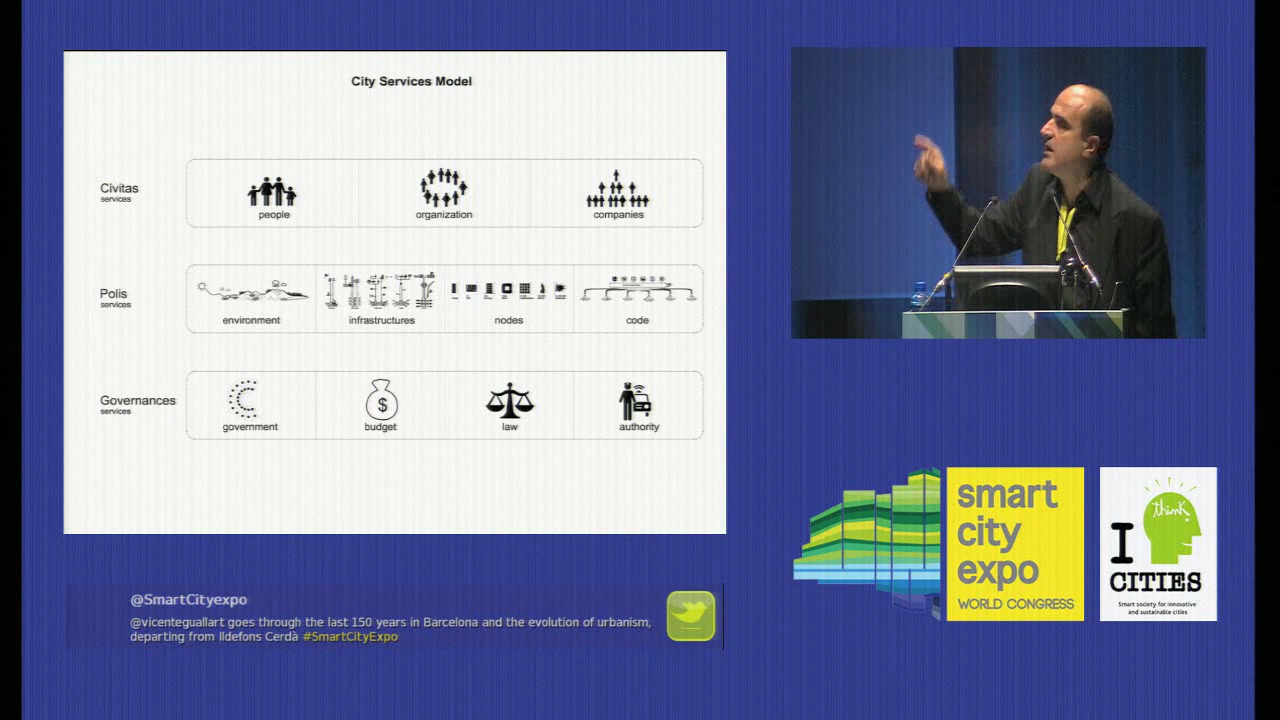 City Services Model
Civitas
services
people
organization
companies
Polis
services
environment
infrastructures
nodes
code
Governances
services
government
$
budget
law
authority
@SmartCityexpo
@vicenteguallart goes through the last 150 years in Barcelona and the evolution of urbanism,
departing from Ildefons Cerdà #SmartCityExpo
smart
city
expo
WORLD CONGRESS
think
I
CITIES
Smart society for innovative
and sustainable cities